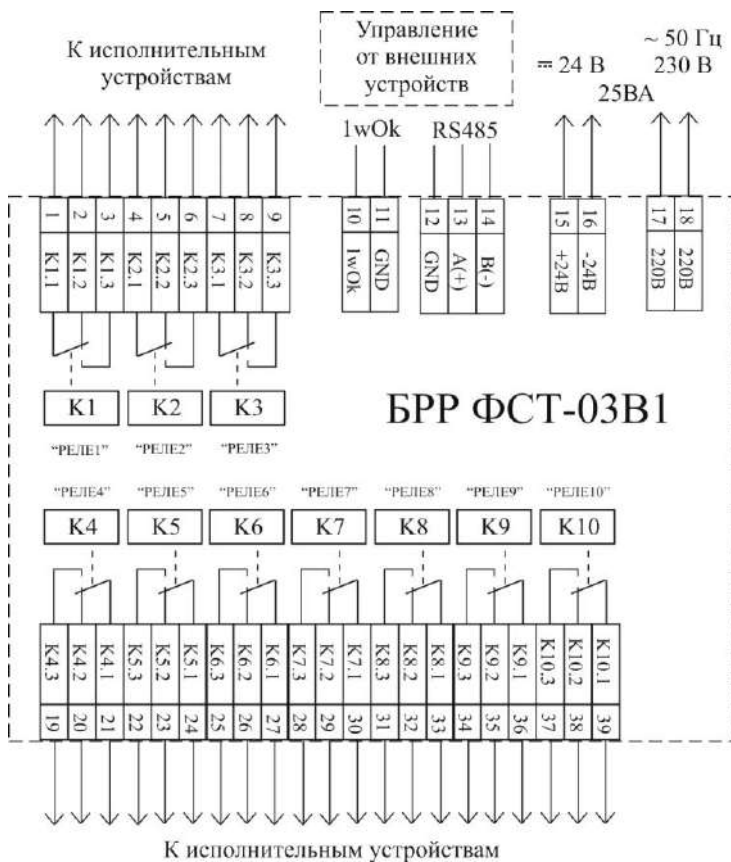 К исполнительным
устройствам
Управление
от внешних
устройств
~ 50 Гц
⎓ 24 В 230 В
25ВА
1wOk RS485
1 2 3 4 5 6 7 8 9 10 11 12 13 14 15 16 17 18
K1.1 K1.2 K1.3 K2.1 K2.2 K2.3 K3.1 K3.2 K3.3 1wOk GND GND A(+) B(-) +24В -24В 220В 220В
K1 K2 K3
БРР ФСТ-03В1
“РЕЛЕ1” “РЕЛЕ2” “РЕЛЕ3”
“РЕЛЕ4” “РЕЛЕ5” “РЕЛЕ6” “РЕЛЕ7” “РЕЛЕ8” “РЕЛЕ9” “РЕЛЕ10”
K4 K5 K6 K7 K8 K9 K10
K4.3 K4.2 K4.1 K5.3 K5.2 K5.1 K6.3 K6.2 K6.1 K7.3 K7.2 K7.1 K8.3 K8.2 K8.1 K9.3 K9.2 K9.1 K10.3 K10.2 K10.1
19 20 21 22 23 24 25 26 27 28 29 30 31 32 33 34 35 36 37 38 39
К исполнительным устройствам